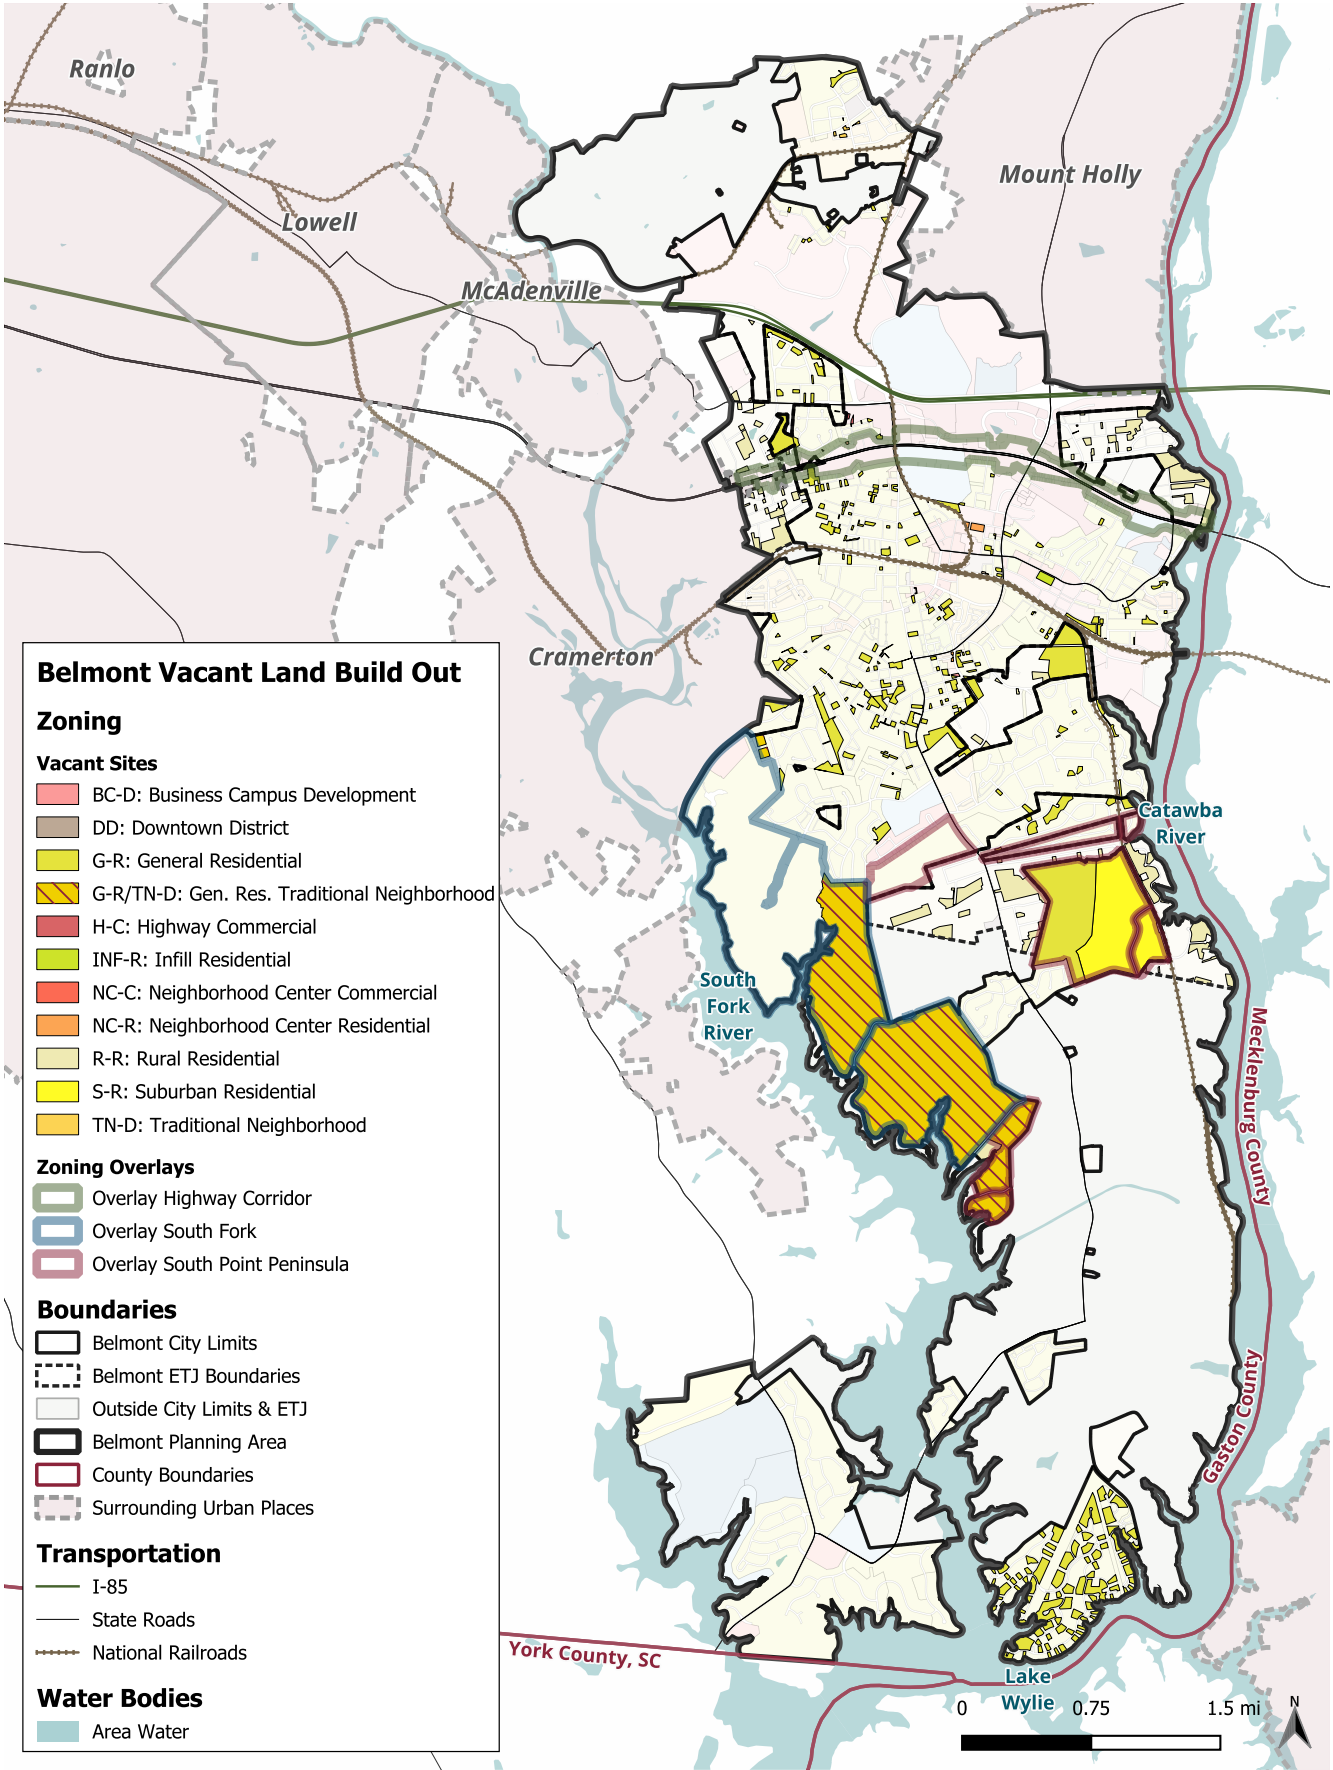 Ranlo
Mount Holly
Lowell
McAdenville
Cramerton
Catawba
River
South
Fork
River
Mecklenburg County
Gaston County
York County, SC
Lake
Wylie
Belmont Vacant Land Build Out
Zoning
Vacant Sites
BC-D: Business Campus Development
DD: Downtown District
G-R: General Residential
G-R/TN-D: Gen. Res. Traditional Neighborhood
H-C: Highway Commercial
INF-R: Infill Residential
NC-C: Neighborhood Center Commercial
NC-R: Neighborhood Center Residential
R-R: Rural Residential
S-R: Suburban Residential
TN-D: Traditional Neighborhood
Zoning Overlays
Overlay Highway Corridor
Overlay South Fork
Overlay South Point Peninsula
Boundaries
Belmont City Limits
Belmont ETJ Boundaries
Outside City Limits & ETJ
Belmont Planning Area
County Boundaries
Surrounding Urban Places
Transportation
I-85
State Roads
National Railroads
Water Bodies
Area Water
0 0.75 1.5 mi
N